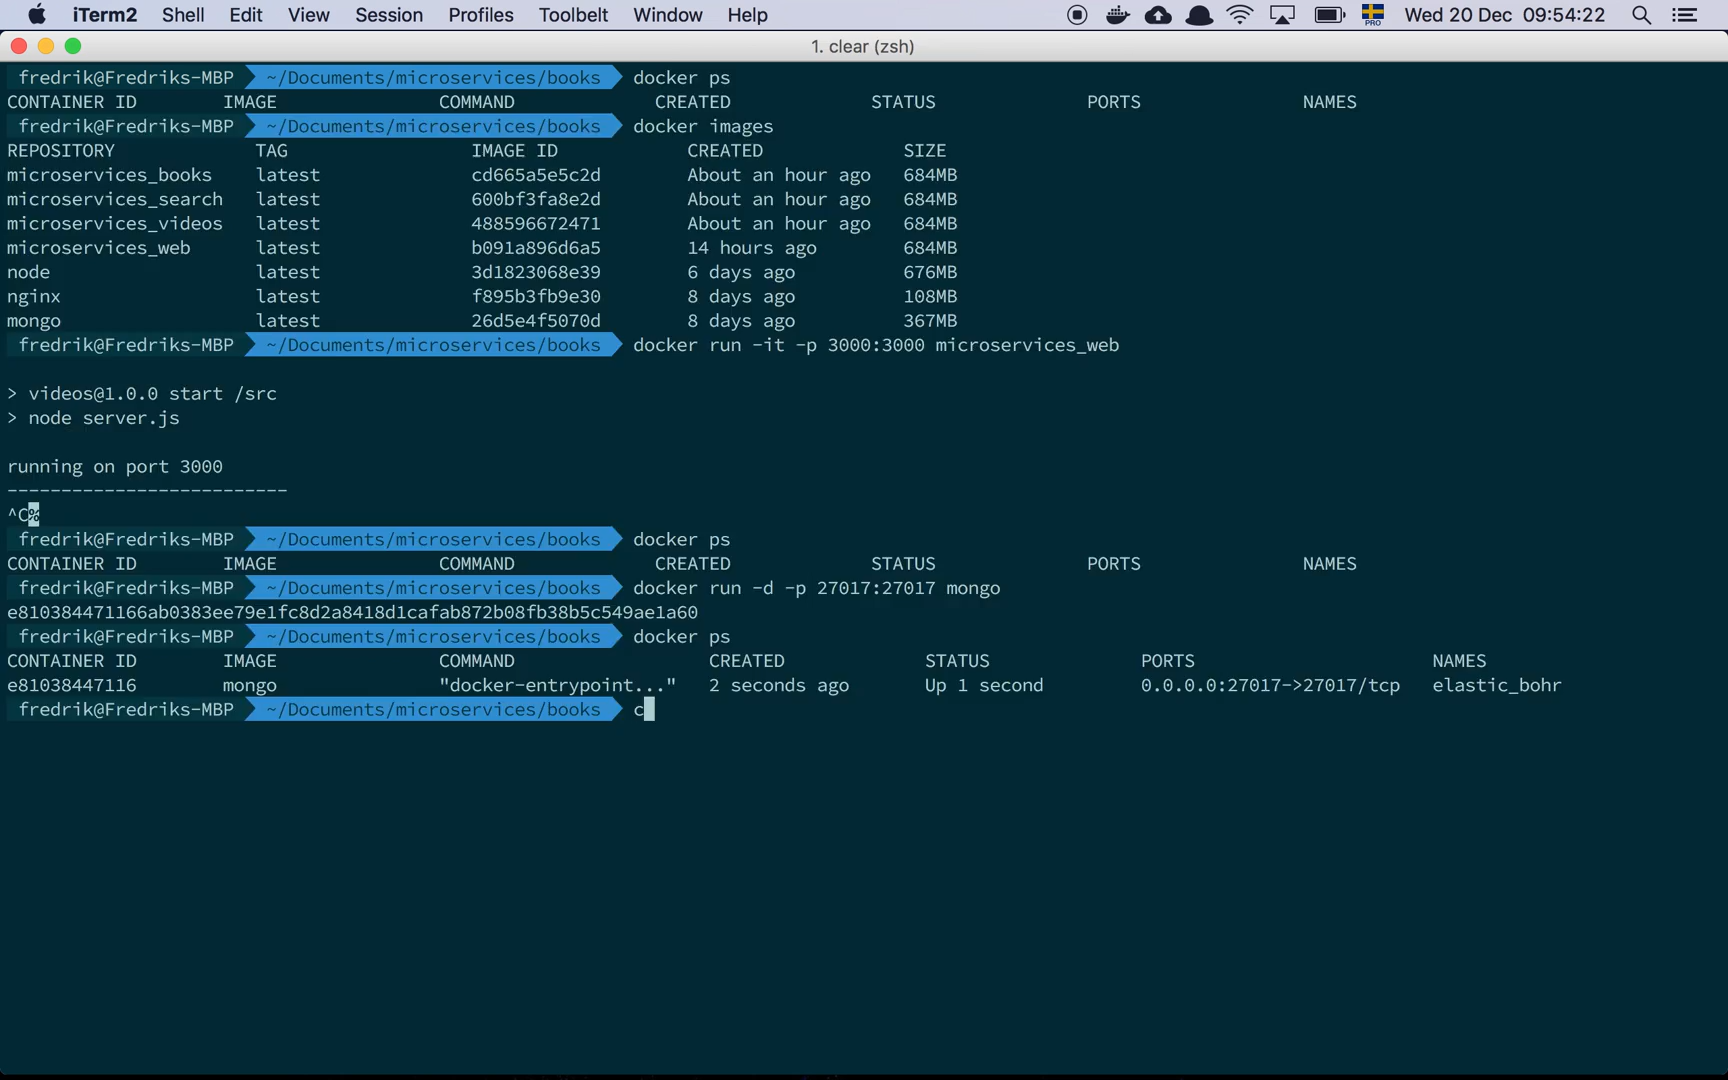 iTerm2 Shell Edit View Session Profiles Toolbelt Window Help PRO Wed 20 Dec 09:54:22
1. clear (zsh)
fredrik@Fredriks-MBP ~/Documents/microservices/books docker ps
CONTAINER ID IMAGE COMMAND CREATED STATUS PORTS NAMES
fredrik@Fredriks-MBP ~/Documents/microservices/books docker images
REPOSITORY TAG IMAGE ID CREATED SIZE
microservices_books latest cd665a5e5c2d About an hour ago 684MB
microservices_search latest 600bf3fa8e2d About an hour ago 684MB
microservices_videos latest 488596672471 About an hour ago 684MB
microservices_web latest b091a896d6a5 14 hours ago 684MB
node latest 3d1823068e39 6 days ago 676MB
nginx latest f895b3fb9e30 8 days ago 108MB
mongo latest 26d5e4f5070d 8 days ago 367MB
fredrik@Fredriks-MBP ~/Documents/microservices/books docker run -it -p 3000:3000 microservices_web
> videos@1.0.0 start /src
> node server.js
running on port 3000
--------------------------
^C%
fredrik@Fredriks-MBP ~/Documents/microservices/books docker ps
CONTAINER ID IMAGE COMMAND CREATED STATUS PORTS NAMES
fredrik@Fredriks-MBP ~/Documents/microservices/books docker run -d -p 27017:27017 mongo
e810384471166ab0383ee79e1fc8d2a8418d1cafab872b08fb38b5c549ae1a60
fredrik@Fredriks-MBP ~/Documents/microservices/books docker ps
CONTAINER ID IMAGE COMMAND CREATED STATUS PORTS NAMES
e81038447116 mongo "docker-entrypoint..." 2 seconds ago Up 1 second 0.0.0.0:27017->27017/tcp elastic_bohr
fredrik@Fredriks-MBP ~/Documents/microservices/books c